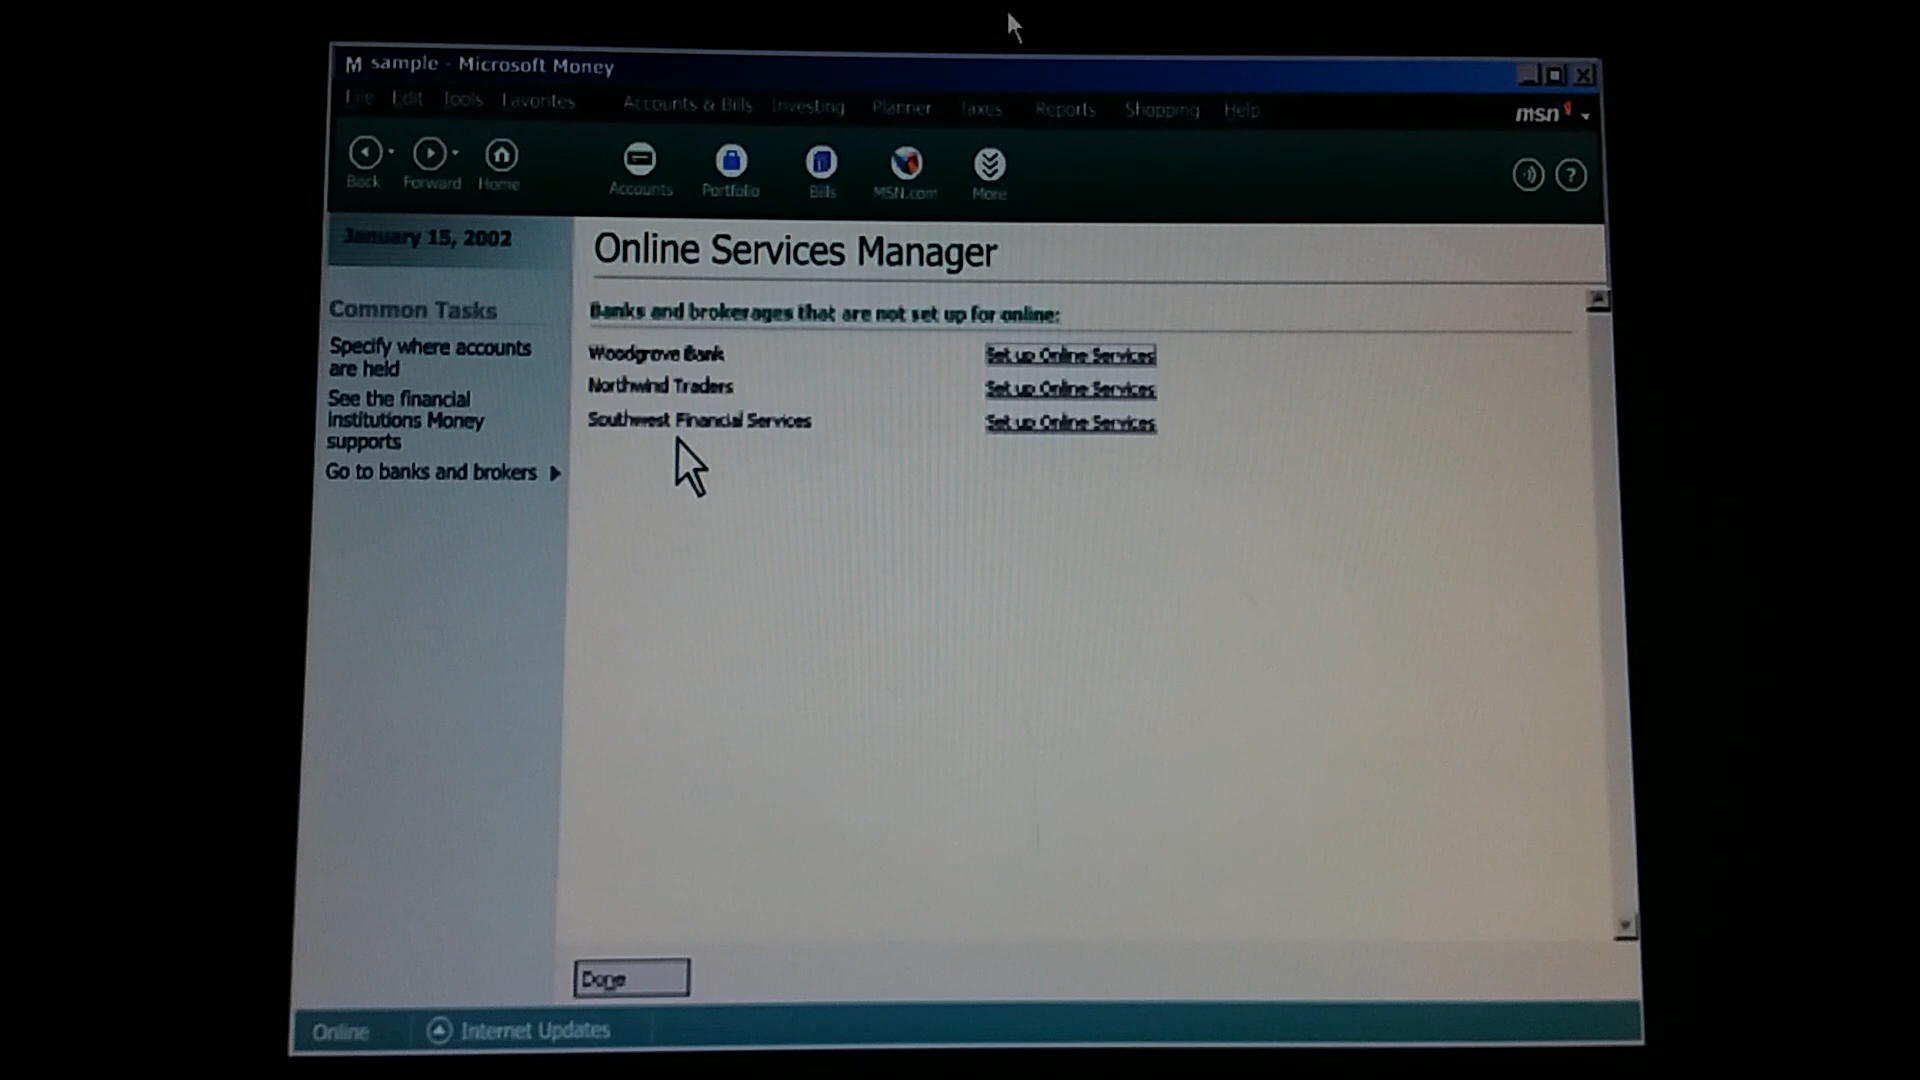 M sample - Microsoft Money
File Edit Tools Favorites Accounts & Bills Investing Planner Taxes Reports Shopping Help
msn
Back Forward Home Accounts Portfolio Bills MSN.com More
?
January 15, 2002
Online Services Manager
Common Tasks
Specify where accounts
are held
See the financial
institutions Money
supports
Go to banks and brokers
Banks and brokerages that are not set up for online:
Woodgrove Bank Set up Online Services
Northwind Traders Set up Online Services
Southwest Financial Services Set up Online Services
Done
Online Internet Updates